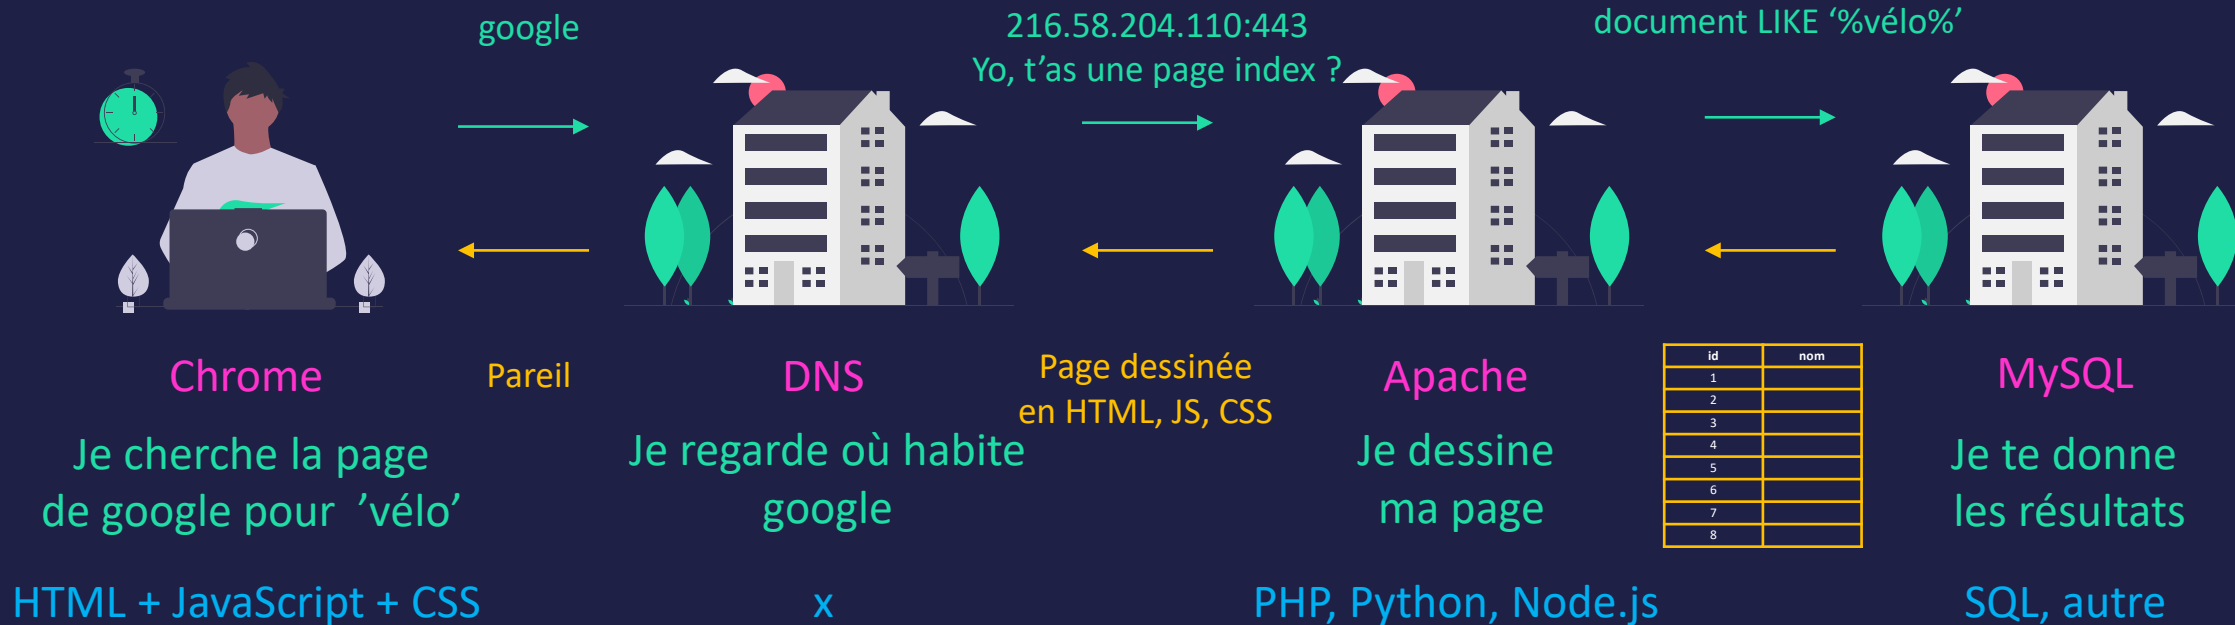 google
216.58.204.110:443
Yo, t'as une page index ?
document LIKE ‘%vélo%’
Chrome
Pareil
DNS
Page dessinée
en HTML, JS, CSS
Apache
id nom
1
2
3
4
5
6
7
8
MySQL
Je cherche la page
de google pour ’vélo’
Je regarde où habite
google
Je dessine
ma page
Je te donne
les résultats
HTML + JavaScript + CSS
x
PHP, Python, Node.js
SQL, autre